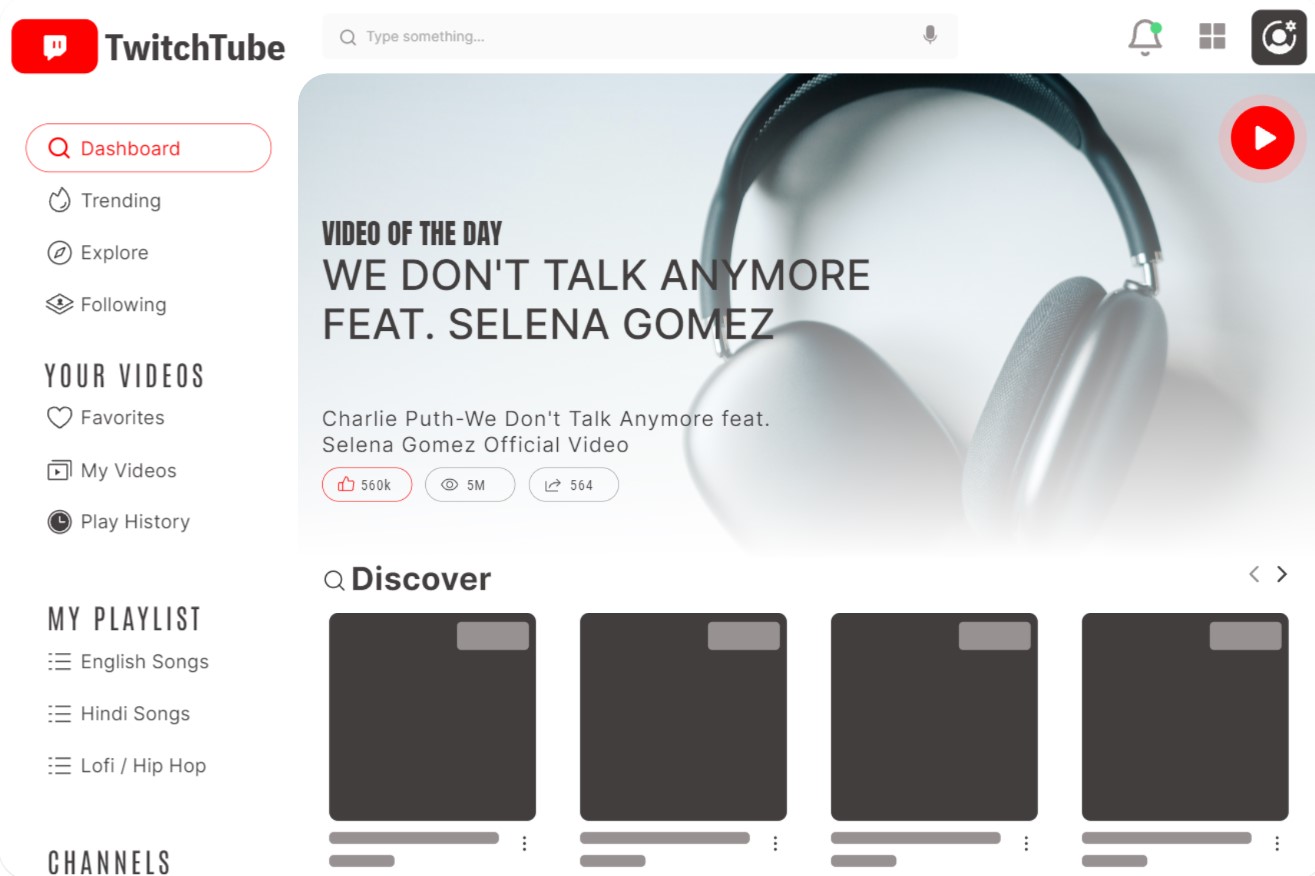 TwitchTube
Type something...
Dashboard
Trending
Explore
Following
YOUR VIDEOS
Favorites
My Videos
Play History
MY PLAYLIST
English Songs
Hindi Songs
Lofi / Hip Hop
CHANNELS
VIDEO OF THE DAY
WE DON'T TALK ANYMORE
FEAT. SELENA GOMEZ
Charlie Puth-We Don't Talk Anymore feat.
Selena Gomez Official Video
560k 5M 564
Discover